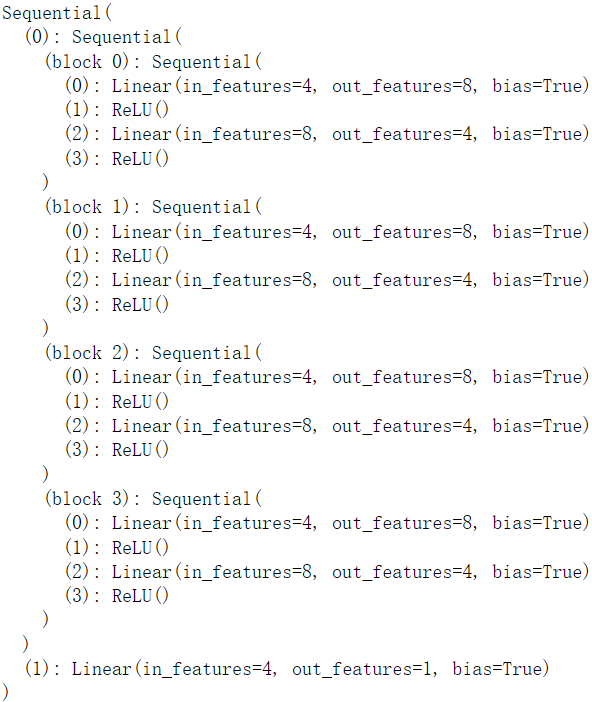 Sequential(
  (0): Sequential(
    (block 0): Sequential(
      (0): Linear(in_features=4, out_features=8, bias=True)
      (1): ReLU()
      (2): Linear(in_features=8, out_features=4, bias=True)
      (3): ReLU()
    )
    (block 1): Sequential(
      (0): Linear(in_features=4, out_features=8, bias=True)
      (1): ReLU()
      (2): Linear(in_features=8, out_features=4, bias=True)
      (3): ReLU()
    )
    (block 2): Sequential(
      (0): Linear(in_features=4, out_features=8, bias=True)
      (1): ReLU()
      (2): Linear(in_features=8, out_features=4, bias=True)
      (3): ReLU()
    )
    (block 3): Sequential(
      (0): Linear(in_features=4, out_features=8, bias=True)
      (1): ReLU()
      (2): Linear(in_features=8, out_features=4, bias=True)
      (3): ReLU()
    )
  )
  (1): Linear(in_features=4, out_features=1, bias=True)
)